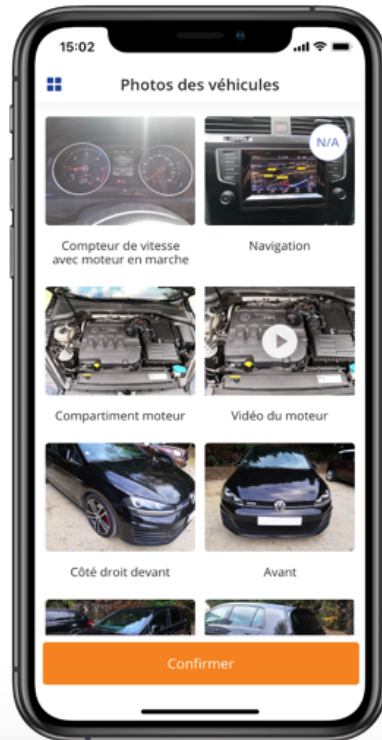 15:02
Photos des véhicules
N/A
Compteur de vitesse
avec moteur en marche
Navigation
Compartiment moteur
Vidéo du moteur
Côté droit devant
Avant
Confirmer